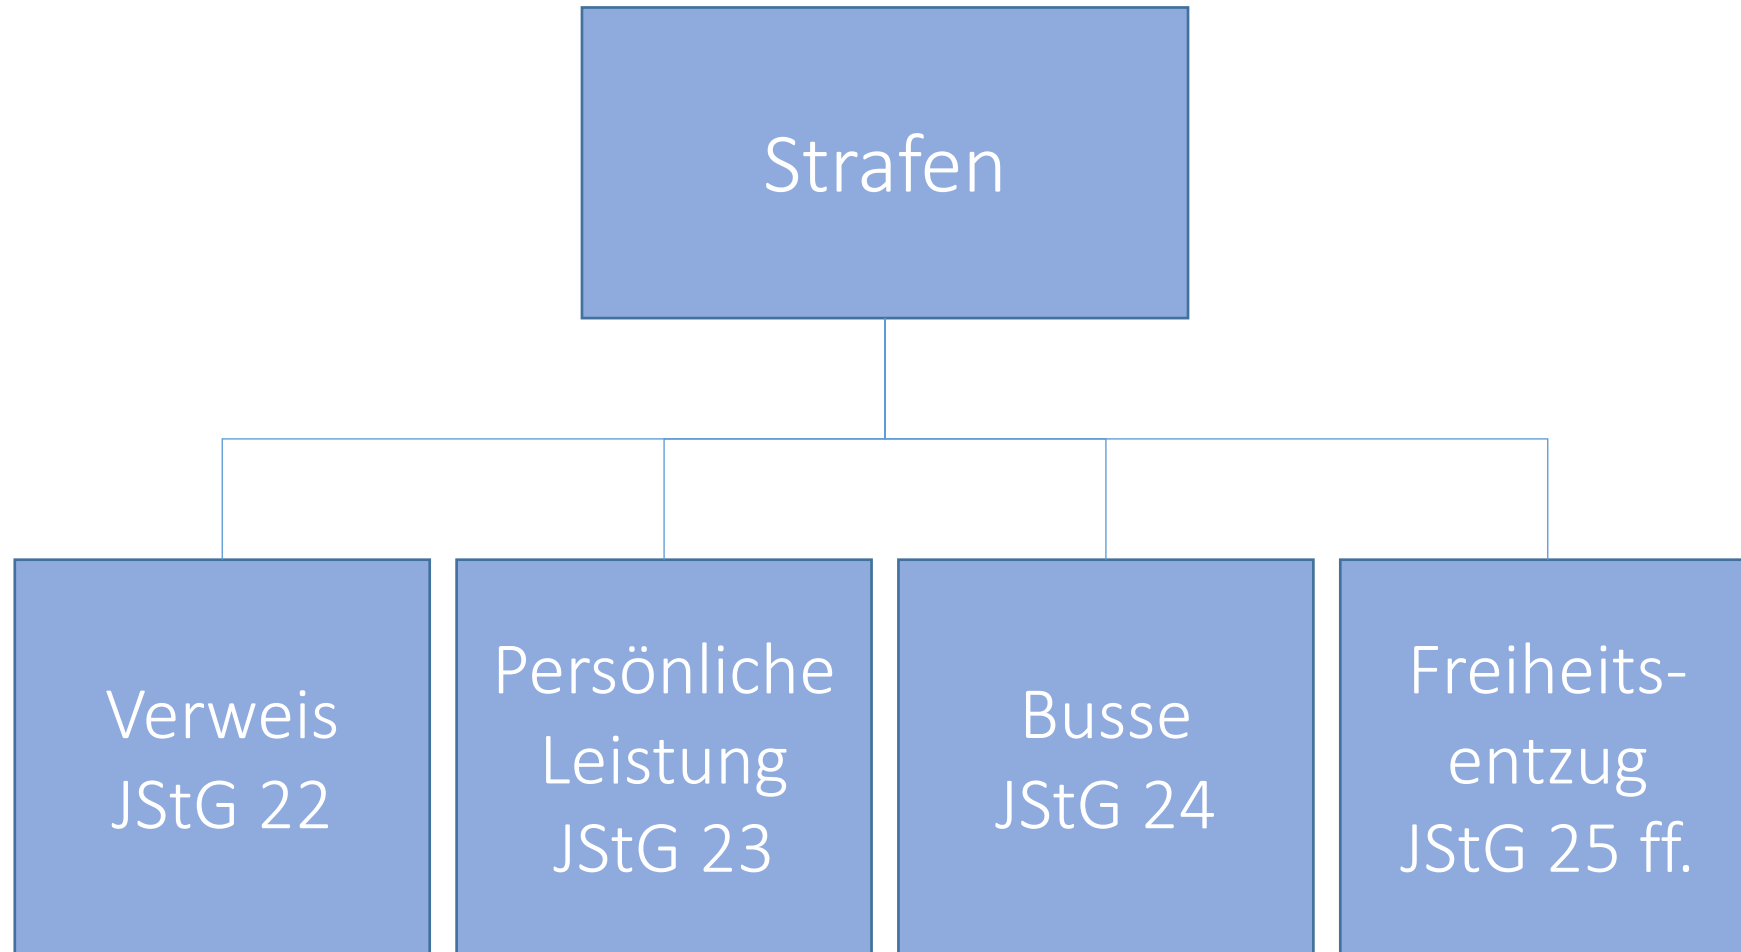 Strafen
Verweis
JStG 22
Persönliche
Leistung
JStG 23
Busse
JStG 24
Freiheits-
entzug
JStG 25 ff.